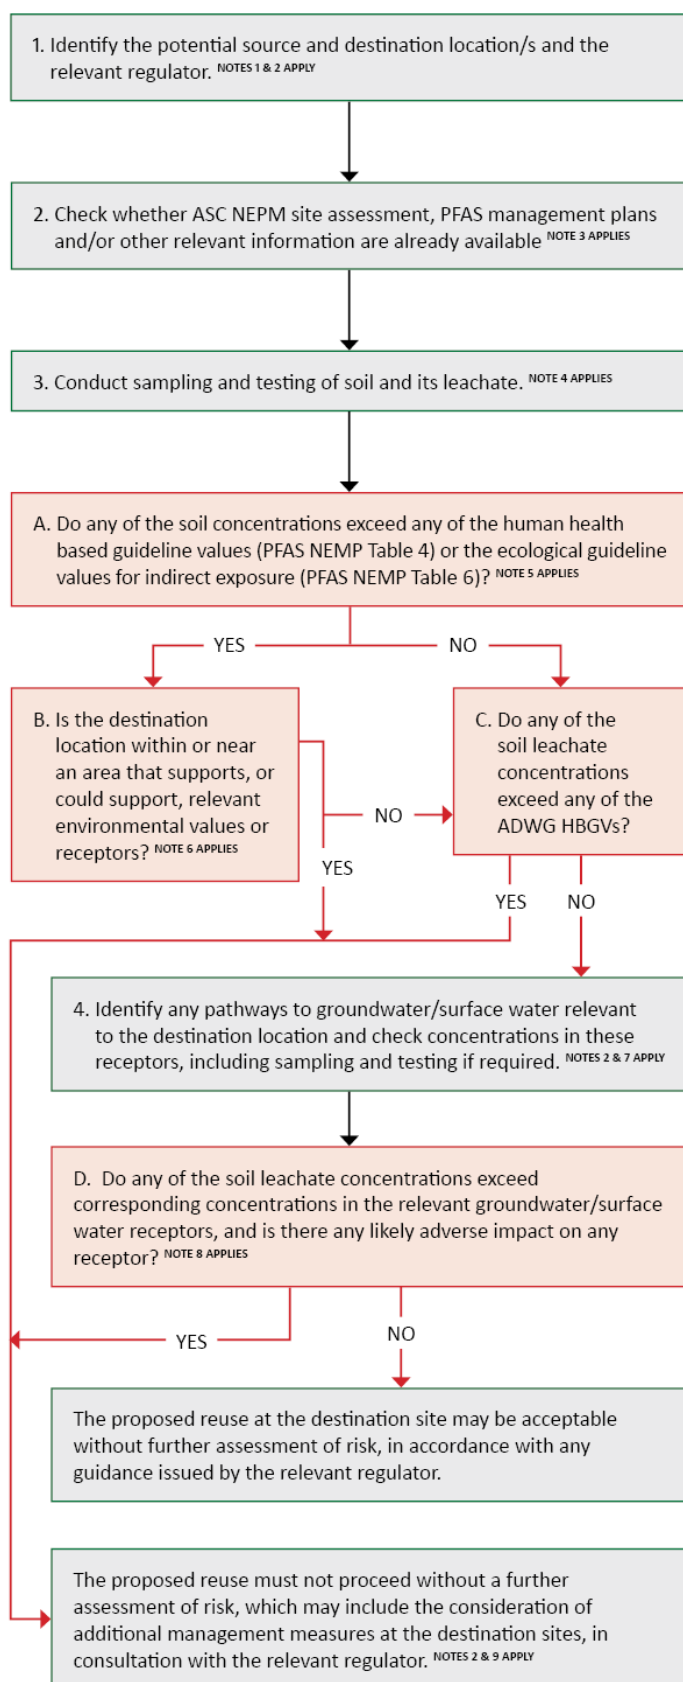 1. Identify the potential source and destination location/s and the
relevant regulator. NOTES 1 & 2 APPLY
2. Check whether ASC NEPM site assessment, PFAS management plans
and/or other relevant information are already available NOTE 3 APPLIES
3. Conduct sampling and testing of soil and its leachate. NOTE 4 APPLIES
A. Do any of the soil concentrations exceed any of the human health
based guideline values (PFAS NEMP Table 4) or the ecological guideline
values for indirect exposure (PFAS NEMP Table 6)? NOTE 5 APPLIES
YES
NO
B. Is the destination
location within or near
an area that supports, or
could support, relevant
environmental values or
receptors? NOTE 6 APPLIES
C. Do any of the
soil leachate
concentrations
exceed any of the
ADWG HBGVs?
NO
YES
YES
NO
4. Identify any pathways to groundwater/surface water relevant
to the destination location and check concentrations in these
receptors, including sampling and testing if required. NOTES 2 & 7 APPLY
D. Do any of the soil leachate concentrations exceed
corresponding concentrations in the relevant groundwater/surface
water receptors, and is there any likely adverse impact on any
receptor? NOTE 8 APPLIES
YES
NO
The proposed reuse at the destination site may be acceptable
without further assessment of risk, in accordance with any
guidance issued by the relevant regulator.
The proposed reuse must not proceed without a further
assessment of risk, which may include the consideration of
additional management measures at the destination sites, in
consultation with the relevant regulator. NOTES 2 & 9 APPLY